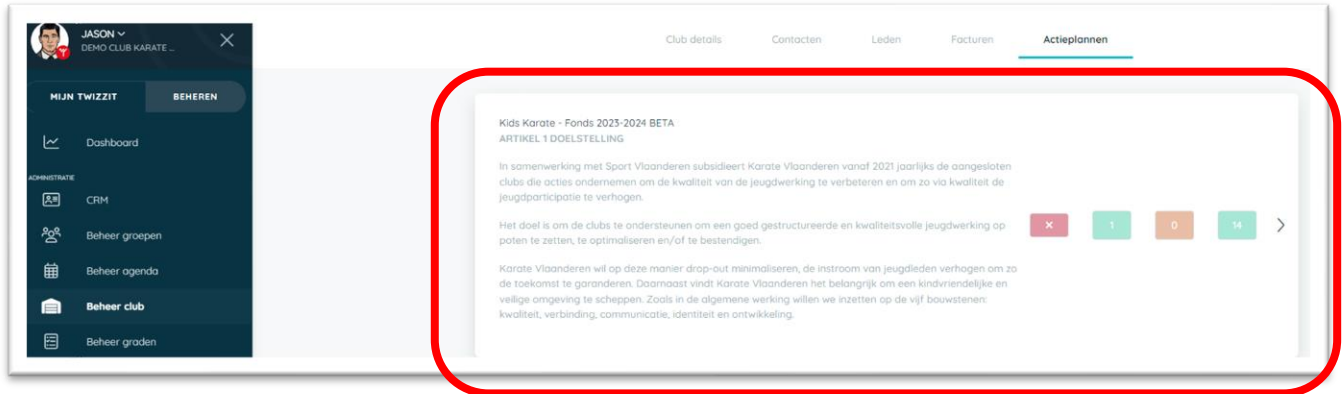 JASON
DEMO CLUB KARATE ...
MIJN TWIZZIT
BEHEREN
Dashboard
ADMINISTRATIE
CRM
Beheer groepen
Beheer agenda
Beheer club
Beheer graden
Club details
Contacten
Leden
Facturen
Actieplannen
Kids Karate - Fonds 2023-2024 BETA
ARTIKEL 1 DOELSTELLING
In samenwerking met Sport Vlaanderen subsidieert Karate Vlaanderen vanaf 2021 jaarlijks de aangesloten
clubs die acties ondernemen om de kwaliteit van de jeugdwerking te verbeteren en om zo via kwaliteit de
jeugdparticipatie te verhogen.
Het doel is om de clubs te ondersteunen om een goed gestructureerde en kwaliteitsvolle jeugdwerking op
poten te zetten, te optimaliseren en/of te bestendigen.
Karate Vlaanderen wil op deze manier drop-out minimaliseren, de instroom van jeugdleden verhogen om zo
de toekomst te garanderen. Daarnaast vindt Karate Vlaanderen het belangrijk om een kindvriendelijke en
veilige omgeving te scheppen. Zoals in de algemene werking willen we inzetten op de vijf bouwstenen:
kwaliteit, verbinding, communicatie, identiteit en ontwikkeling.
1
0
14